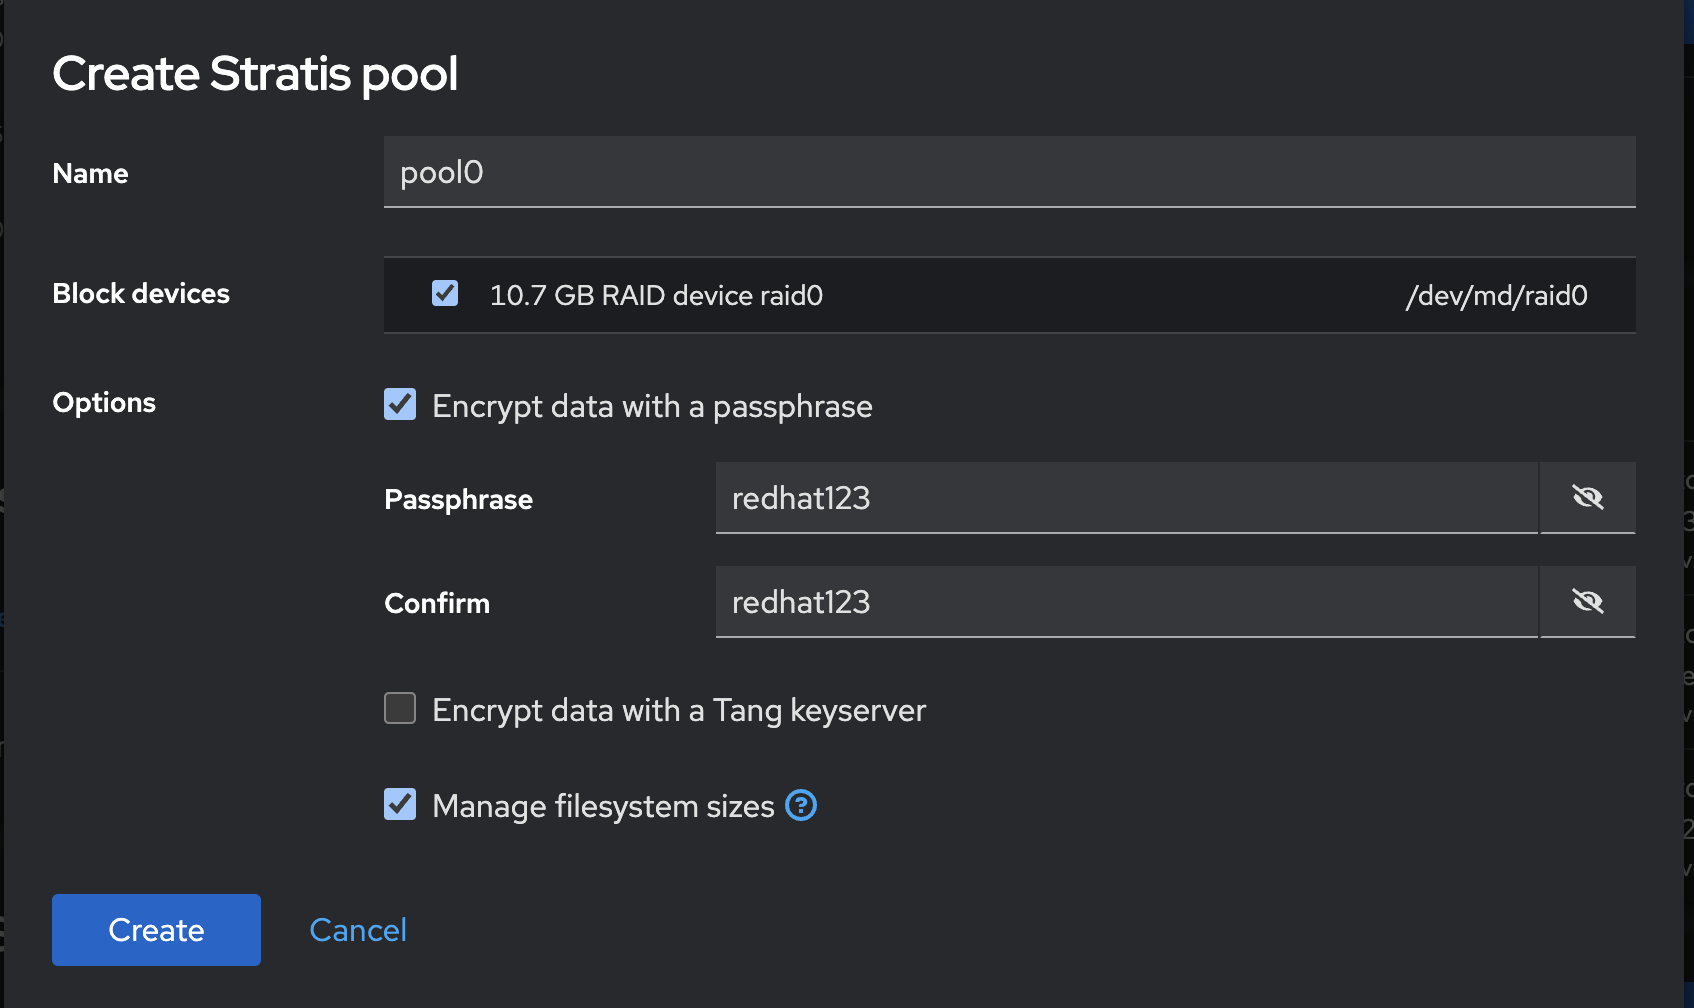 Create Stratis pool
Name
pool0
Block devices
10.7 GB RAID device raid0 /dev/md/raid0
Options
Encrypt data with a passphrase
Passphrase
redhat123
Confirm
redhat123
Encrypt data with a Tang keyserver
Manage filesystem sizes
Create Cancel